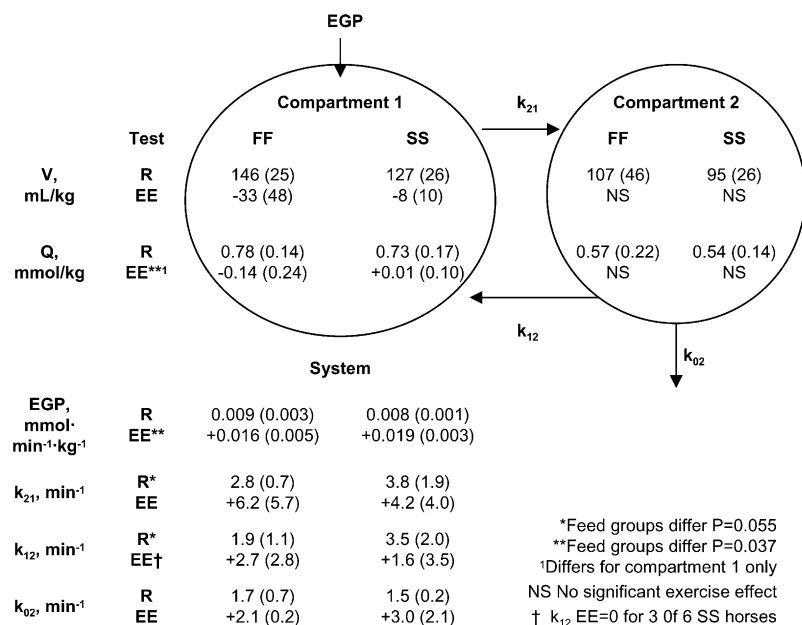 EGP
Compartment 1
k21
Compartment 2
Test FF SS FF SS
V, mL/kg R 146 (25) 127 (26) 107 (46) 95 (26)
EE -33 (48) -8 (10) NS NS
Q, mmol/kg R 0.78 (0.14) 0.73 (0.17) 0.57 (0.22) 0.54 (0.14)
EE**¹ -0.14 (0.24) +0.01 (0.10) NS NS
k12
k02
System
EGP, mmol· min⁻¹·kg⁻¹ R 0.009 (0.003) 0.008 (0.001)
EE** +0.016 (0.005) +0.019 (0.003)
k21, min⁻¹ R* 2.8 (0.7) 3.8 (1.9)
EE +6.2 (5.7) +4.2 (4.0)
k12, min⁻¹ R* 1.9 (1.1) 3.5 (2.0)
EE† +2.7 (2.8) +1.6 (3.5)
k02, min⁻¹ R 1.7 (0.7) 1.5 (0.2)
EE +2.1 (0.2) +3.0 (2.1)
*Feed groups differ P=0.055
**Feed groups differ P=0.037
¹Differs for compartment 1 only
NS No significant exercise effect
† k12 EE=0 for 3 0f 6 SS horses